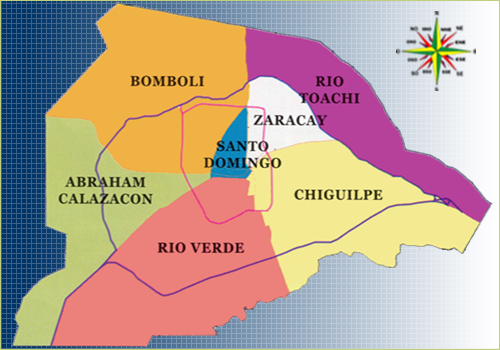 BOMBOLI
RIO
TOACHI
ZARACAY
SANTO
DOMINGO
ABRAHAM
CALAZACON
CHIGUILPE
RIO VERDE